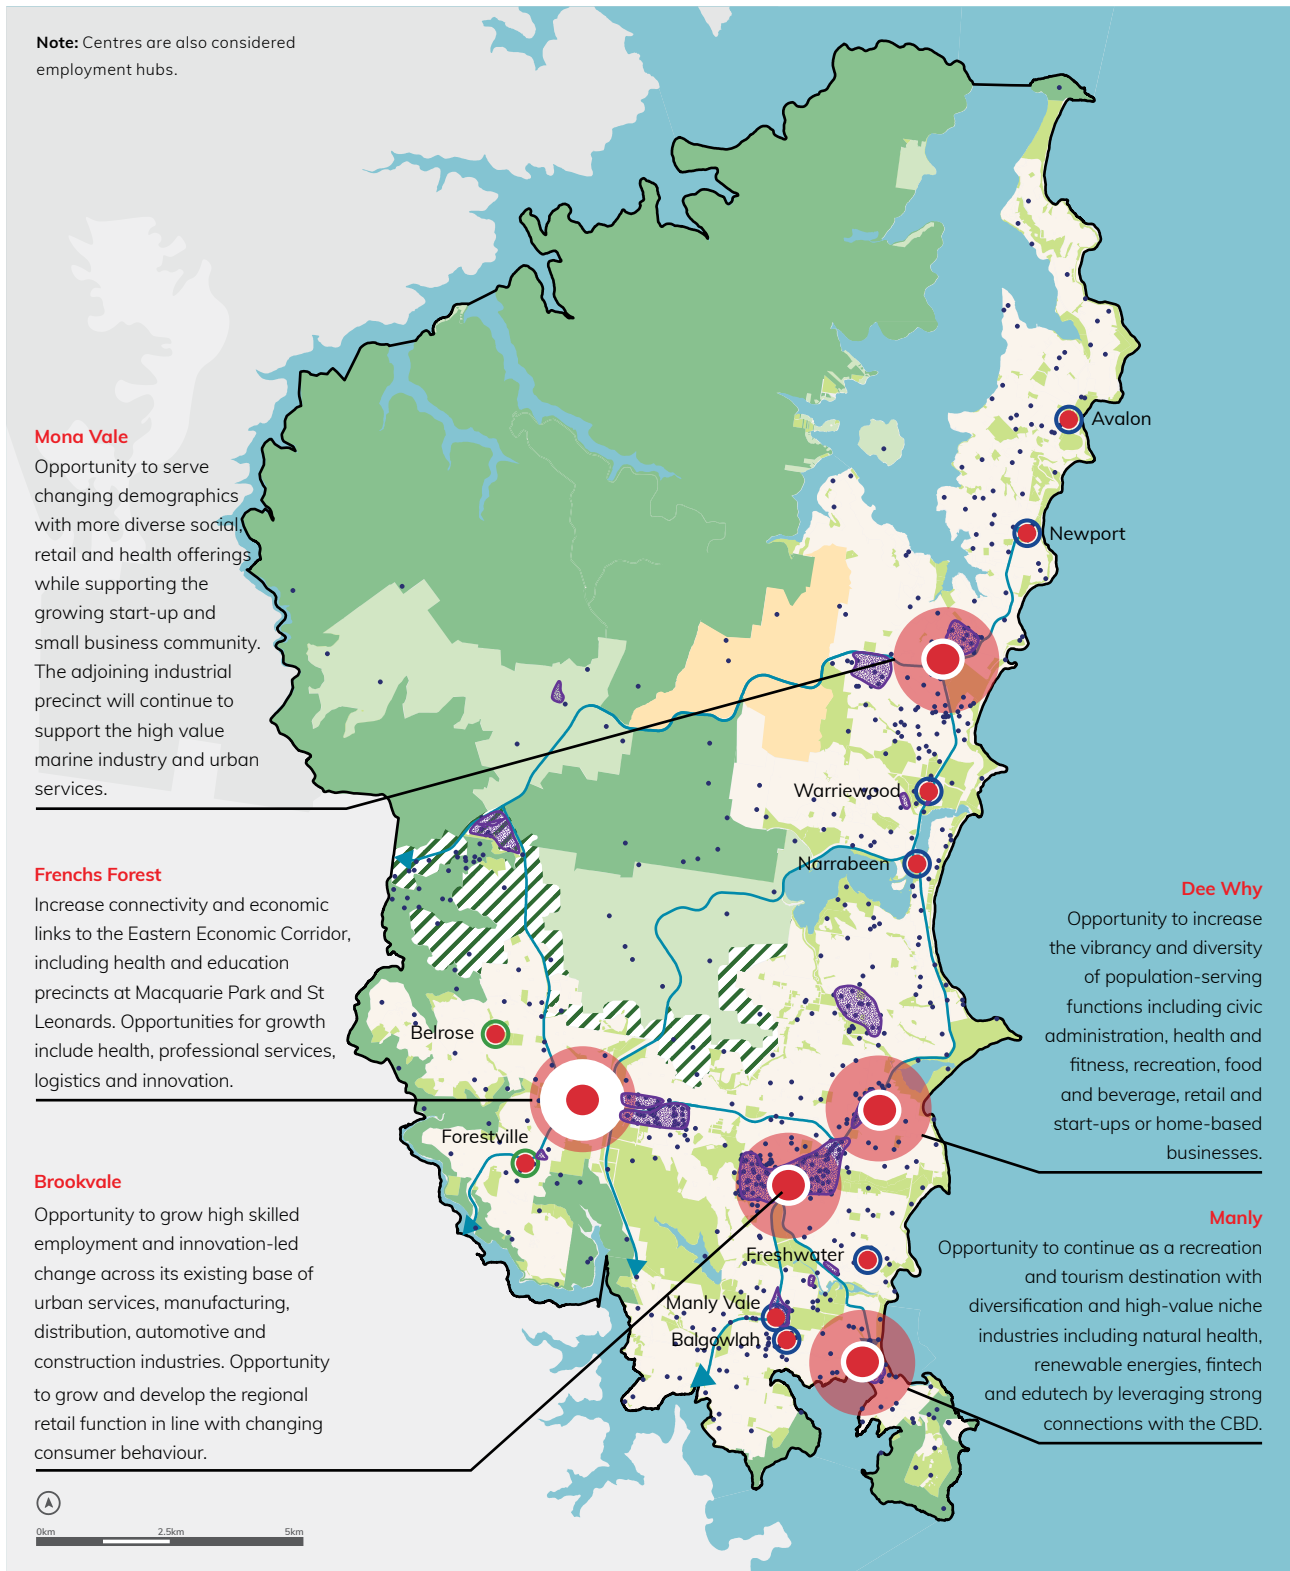 Note: Centres are also considered
employment hubs.
Avalon
Mona Vale
Opportunity to serve
changing demographics
with more diverse social,
retail and health offerings
while supporting the
growing start-up and
small business community.
The adjoining industrial
precinct will continue to
support the high value
marine industry and urban
services.
Newport
Warriewood
Narrabeen
Frenchs Forest
Increase connectivity and economic
links to the Eastern Economic Corridor,
including health and education
precincts at Macquarie Park and St
Leonards. Opportunities for growth
include health, professional services,
logistics and innovation.
Dee Why
Opportunity to increase
the vibrancy and diversity
of population-serving
functions including civic
administration, health and
fitness, recreation, food
and beverage, retail and
start-ups or home-based
businesses.
Belrose
Forestville
Brookvale
Opportunity to grow high skilled
employment and innovation-led
change across its existing base of
urban services, manufacturing,
distribution, automotive and
construction industries. Opportunity
to grow and develop the regional
retail function in line with changing
consumer behaviour.
Manly
Opportunity to continue as a recreation
and tourism destination with
diversification and high-value niche
industries including natural health,
renewable energies, fintech
and edutech by leveraging strong
connections with the CBD.
Freshwater
Manly Vale
Balgowlah
0km 2.5km 5km